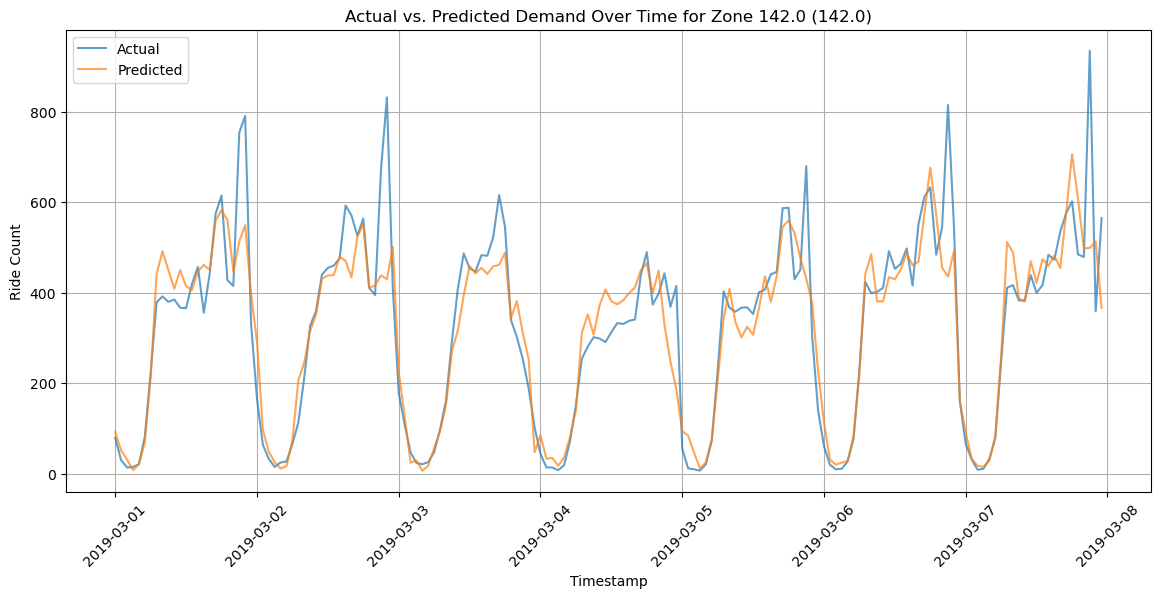 Actual vs. Predicted Demand Over Time for Zone 142.0 (142.0)
Actual
Predicted
Ride Count
800
600
400
200
0
2019-03-01
2019-03-02
2019-03-03
2019-03-04
2019-03-05
2019-03-06
2019-03-07
2019-03-08
Timestamp